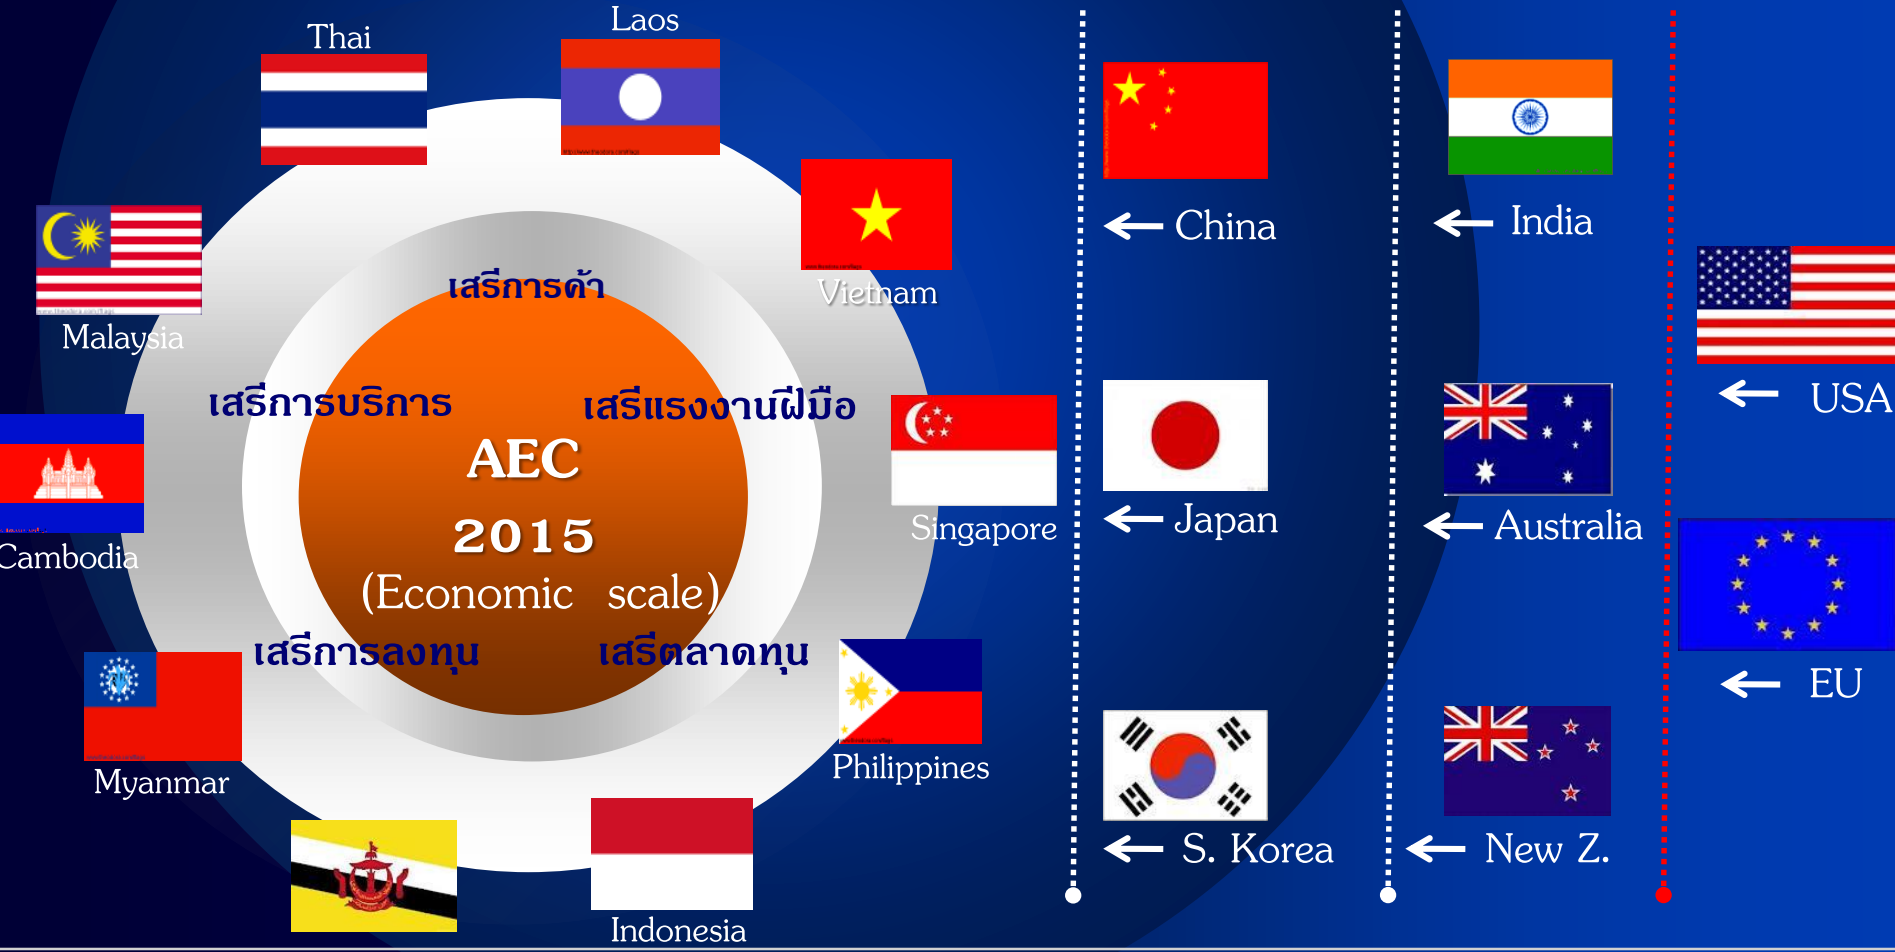 Thai
Laos
Vietnam
Malaysia
Cambodia
Singapore
Myanmar
Philippines
Indonesia
เสรีการค้า
เสรีการบริการ
เสรีแรงงานฝีมือ
AEC
2015
(Economic scale)
เสรีการลงทุน
เสรีตลาดทุน
China
Japan
S. Korea
India
Australia
New Z.
USA
EU